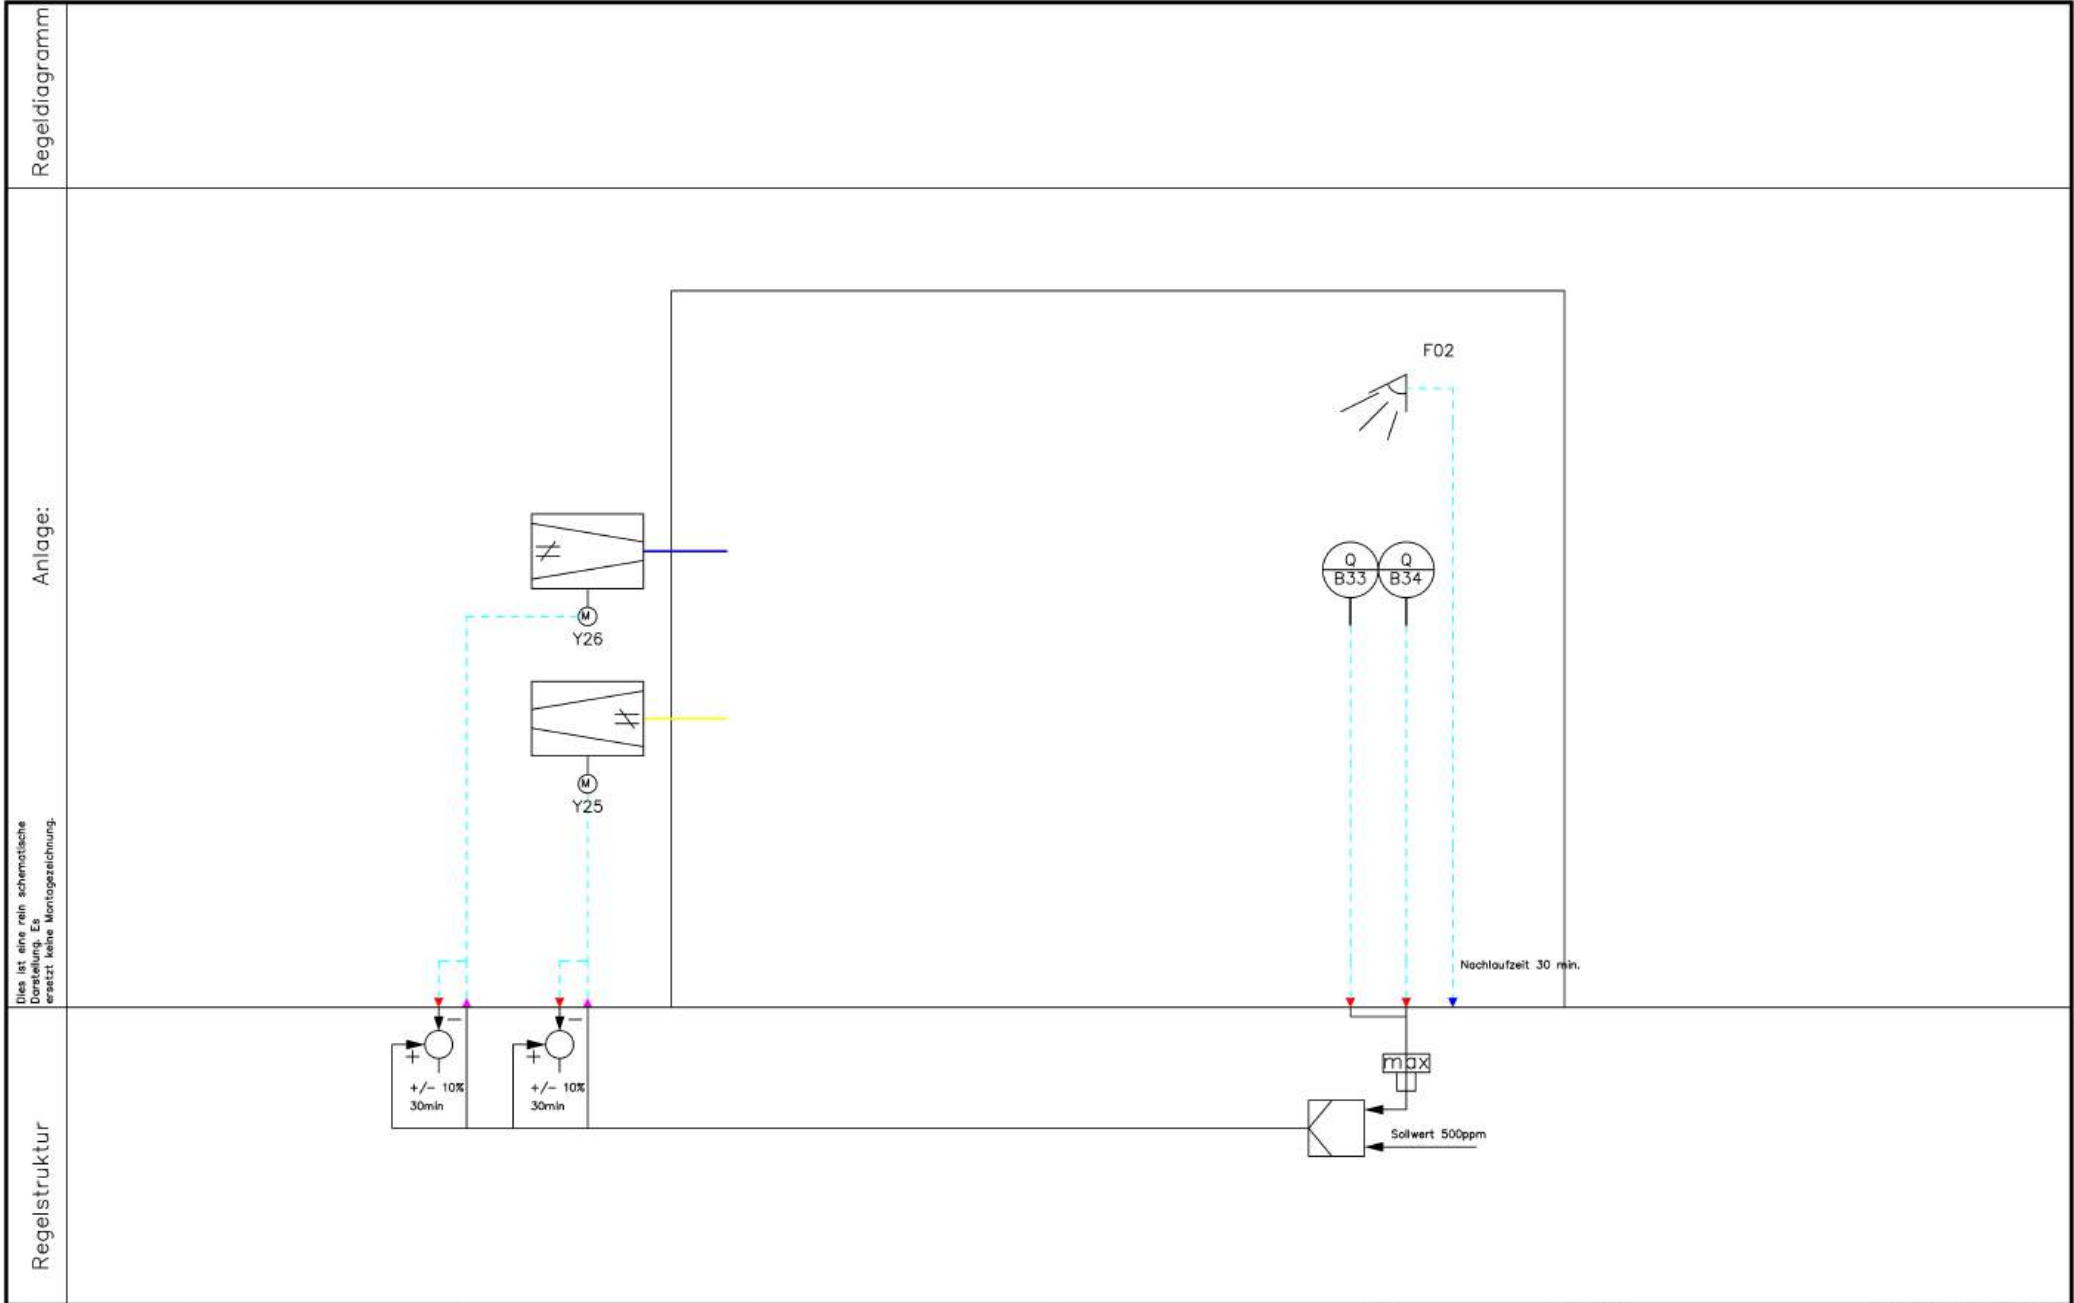 Regeldiagramm
Anlage:
Dies ist eine rein schematische
Darstellung. Es
ersetzt keine Montagezeichnung.
Regelstruktur
F02
Q
B33
Q
B34
M
Y26
M
Y25
Nachlaufzeit 30 min.
−
+
+/− 10%
30min
−
+
+/− 10%
30min
max
Sollwert 500ppm